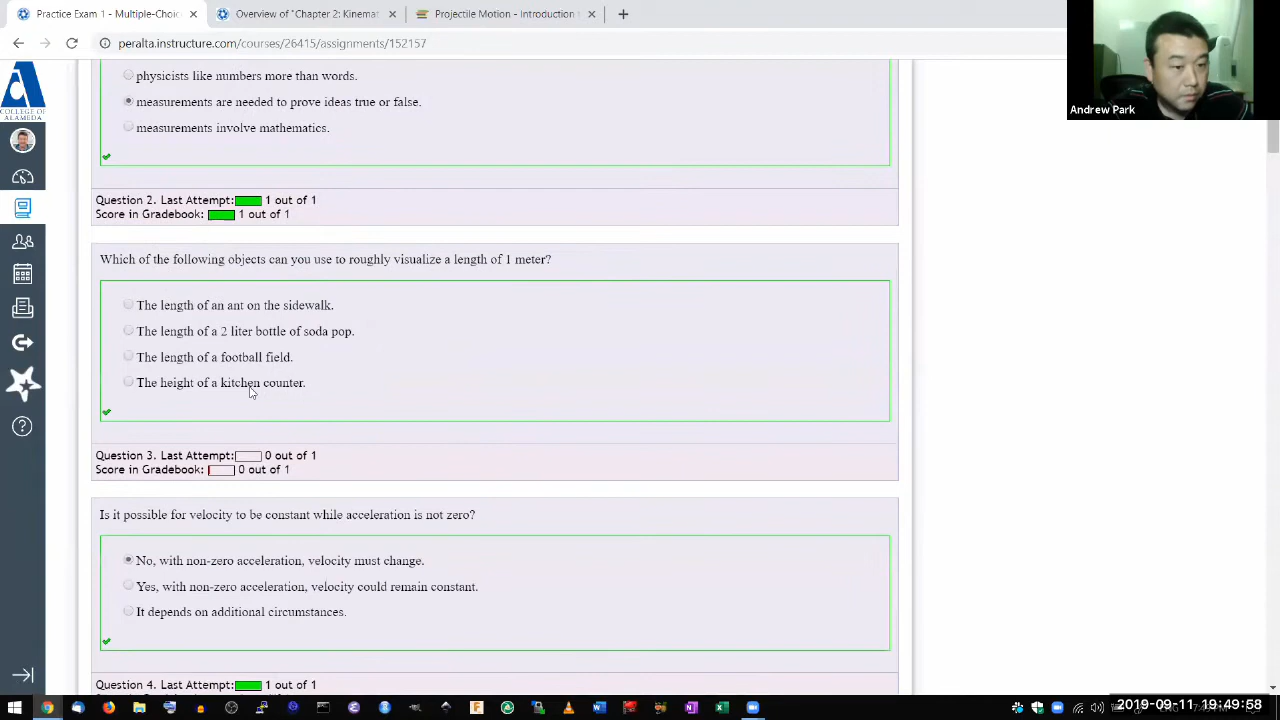 Practice Exam 1 - Multiple-Choic
Overview of "Chapter 2: Kinemat
Projectile Motion - Introduction t
peralta.instructure.com/courses/26415/assignments/152157
COLLEGE OF
ALAMEDA
Andrew Park
physicists like numbers more than words.
measurements are needed to prove ideas true or false.
measurements involve mathematics.
Question 2. Last Attempt: 1 out of 1
Score in Gradebook: 1 out of 1
Which of the following objects can you use to roughly visualize a length of 1 meter?
The length of an ant on the sidewalk.
The length of a 2 liter bottle of soda pop.
The length of a football field.
The height of a kitchen counter.
Question 3. Last Attempt: 0 out of 1
Score in Gradebook: 0 out of 1
Is it possible for velocity to be constant while acceleration is not zero?
No, with non-zero acceleration, velocity must change.
Yes, with non-zero acceleration, velocity could remain constant.
It depends on additional circumstances.
Question 4. Last Attempt: 1 out of 1
2019-09-11 19:49:58